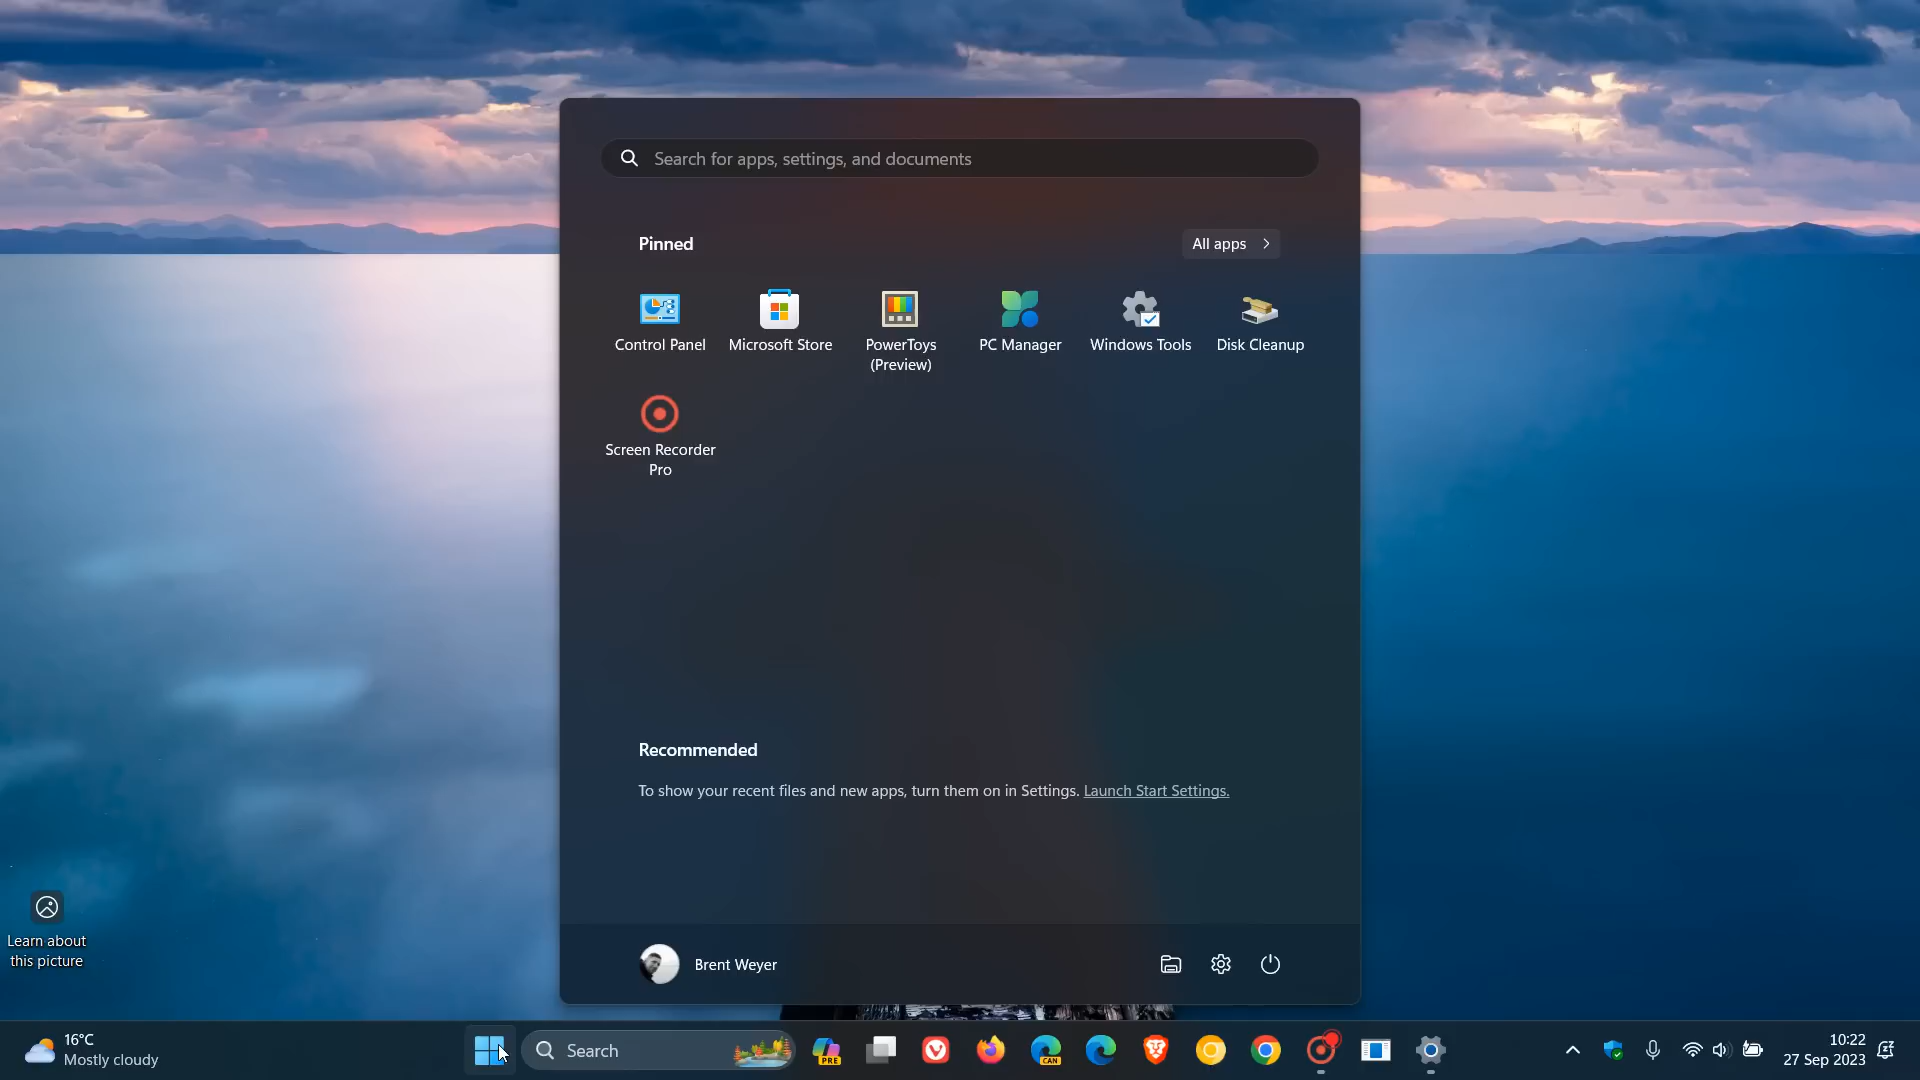 Search for apps, settings, and documents
Pinned
All apps
Control Panel
Microsoft Store
PowerToys
(Preview)
PC Manager
Windows Tools
Disk Cleanup
Screen Recorder
Pro
Recommended
To show your recent files and new apps, turn them on in Settings. Launch Start Settings.
Learn about
this picture
Brent Weyer
16°C
Mostly cloudy
Search
PRE
CAN
10:22
27 Sep 2023